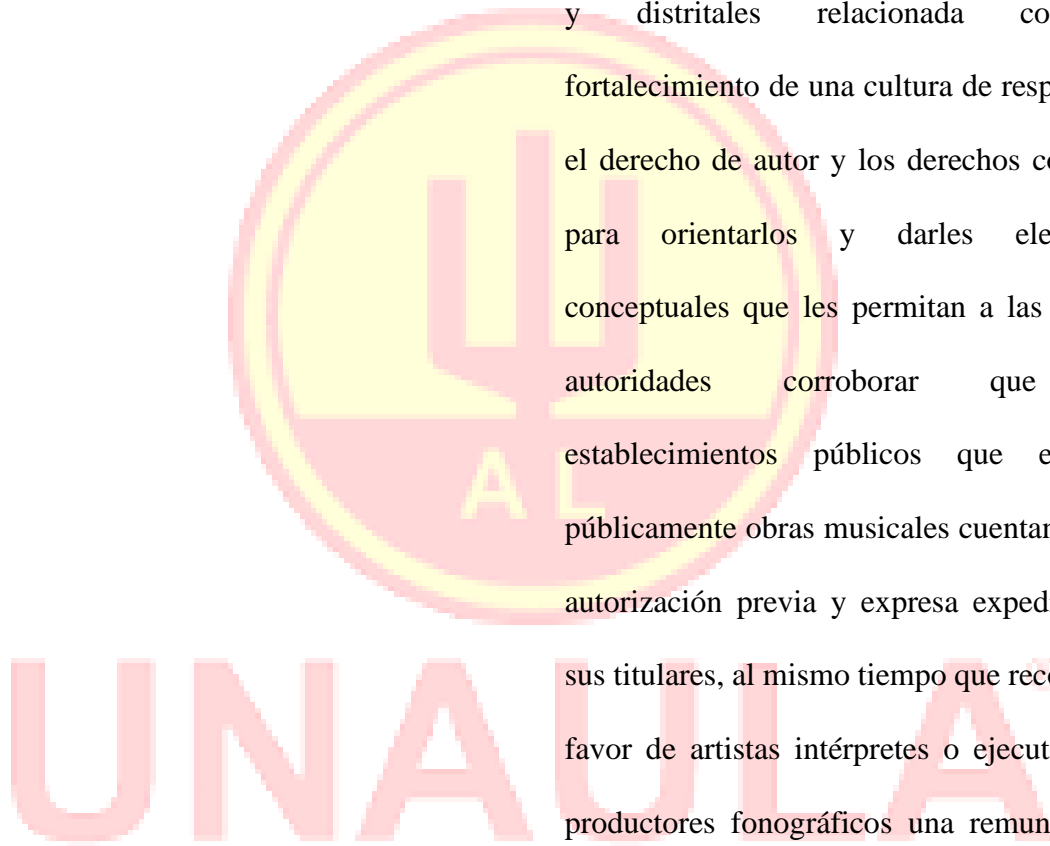 y distritales relacionada co
fortalecimiento de una cultura de resp
el derecho de autor y los derechos co
para orientarlos y darles ele
conceptuales que les permitan a las
autoridades corroborar que
establecimientos públicos que e
públicamente obras musicales cuentan
autorización previa y expresa exped
sus titulares, al mismo tiempo que reco
favor de artistas intérpretes o ejecut
productores fonográficos una remun
A L
UNAULA